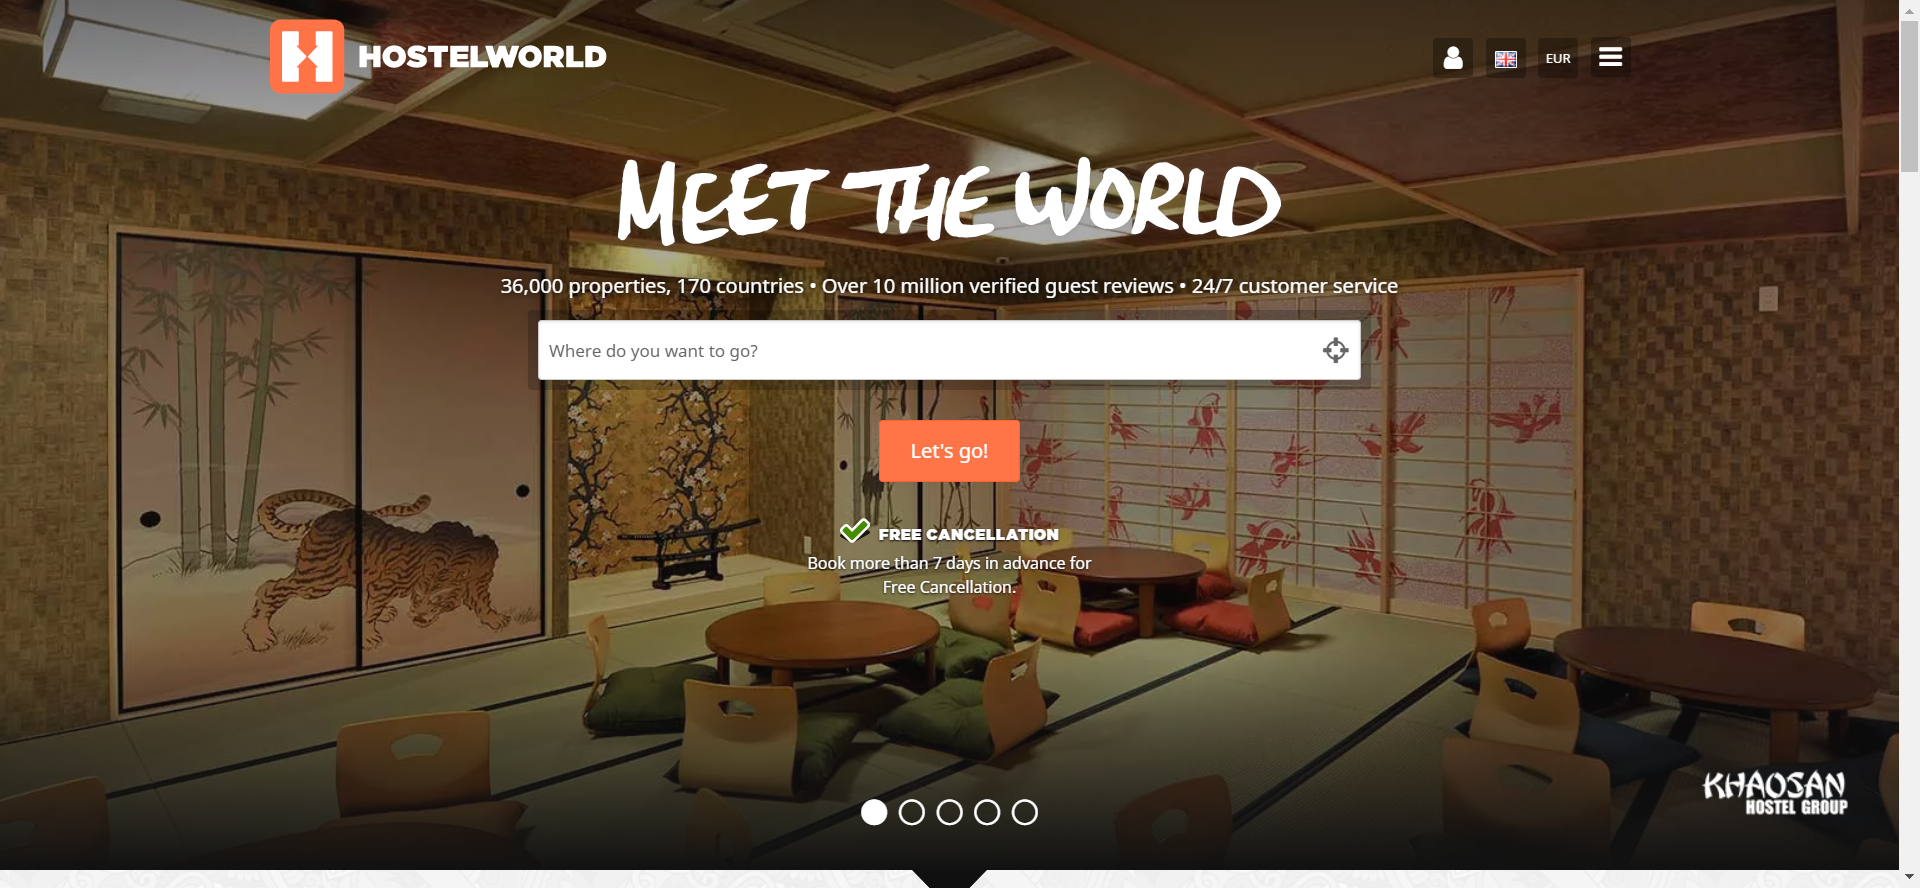 HOSTELWORLD
EUR
MEET THE WORLD
36,000 properties, 170 countries • Over 10 million verified guest reviews • 24/7 customer service
Where do you want to go?
Let's go!
FREE CANCELLATION
Book more than 7 days in advance for
Free Cancellation.
KHAOSAN
HOSTEL GROUP